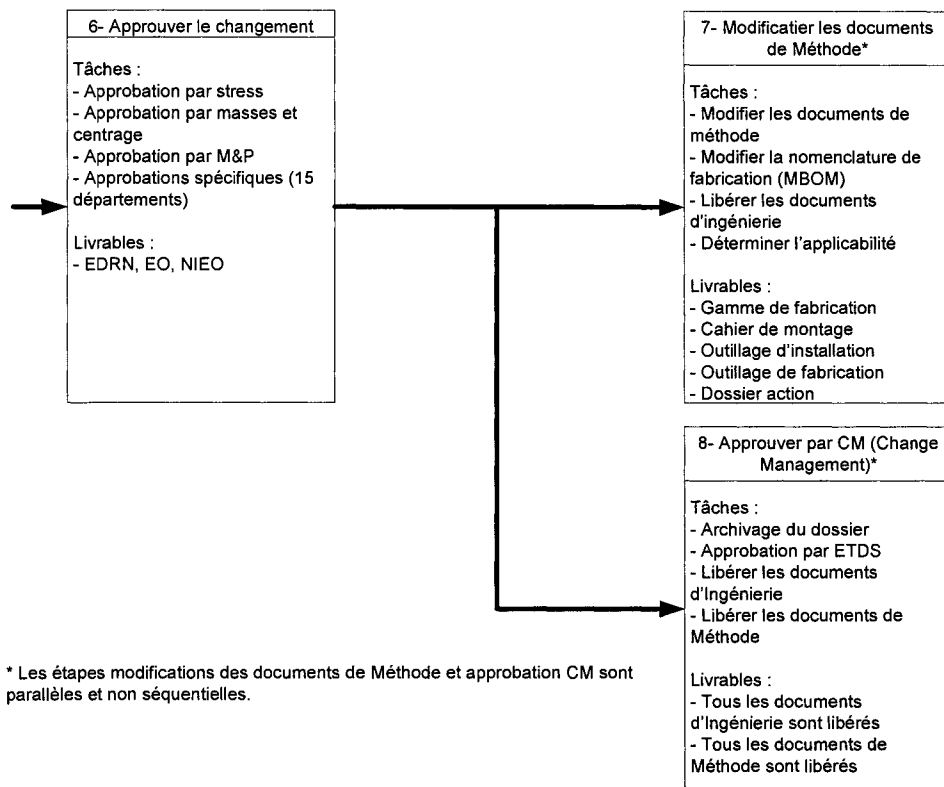 6- Approuver le changement
Tâches :
- Approbation par stress
- Approbation par masses et
centrage
- Approbation par M&P
- Approbations spécifiques (15
départements)
Livrables :
- EDRN, EO, NIEO
7- Modificatier les documents
de Méthode*
Tâches :
- Modifier les documents de
méthode
- Modifier la nomenclature de
fabrication (MBOM)
- Libérer les documents
d'ingénierie
- Déterminer l'applicabilité
Livrables :
- Gamme de fabrication
- Cahier de montage
- Outillage d'installation
- Outillage de fabrication
- Dossier action
8- Approuver par CM (Change
Management)*
Tâches :
- Archivage du dossier
- Approbation par ETDS
- Libérer les documents
d'Ingénierie
- Libérer les documents de
Méthode
Livrables :
- Tous les documents
d'Ingénierie sont libérés
- Tous les documents de
Méthode sont libérés
* Les étapes modifications des documents de Méthode et approbation CM sont
parallèles et non séquentielles.